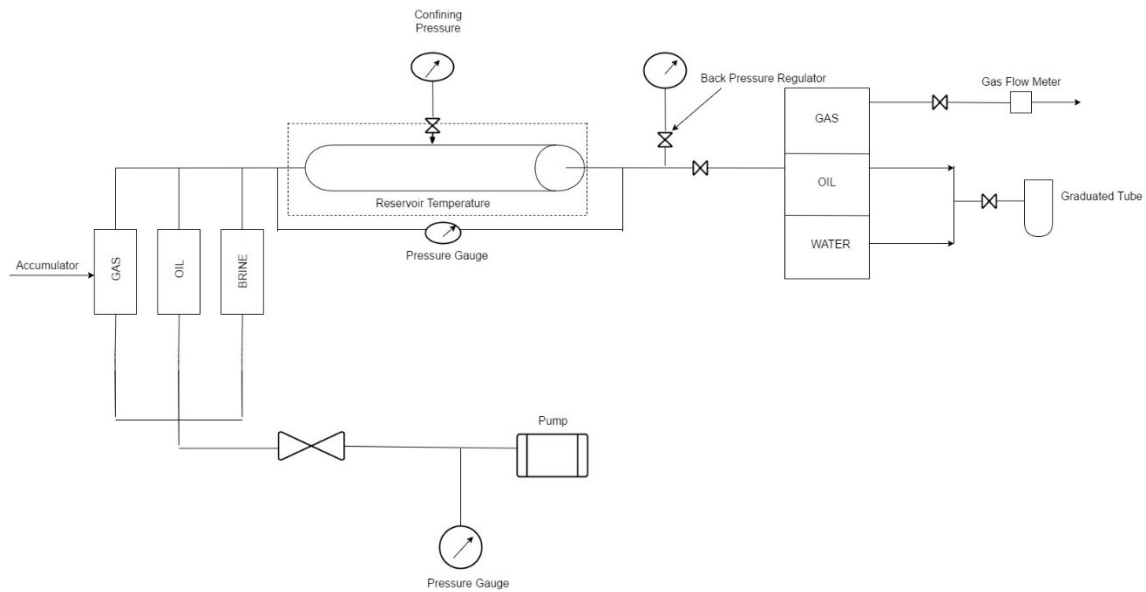 Confining
Pressure
Back Pressure Regulator
Gas Flow Meter
GAS
OIL
WATER
Graduated Tube
Reservoir Temperature
Pressure Gauge
Accumulator
GAS
OIL
BRINE
Pump
Pressure Gauge